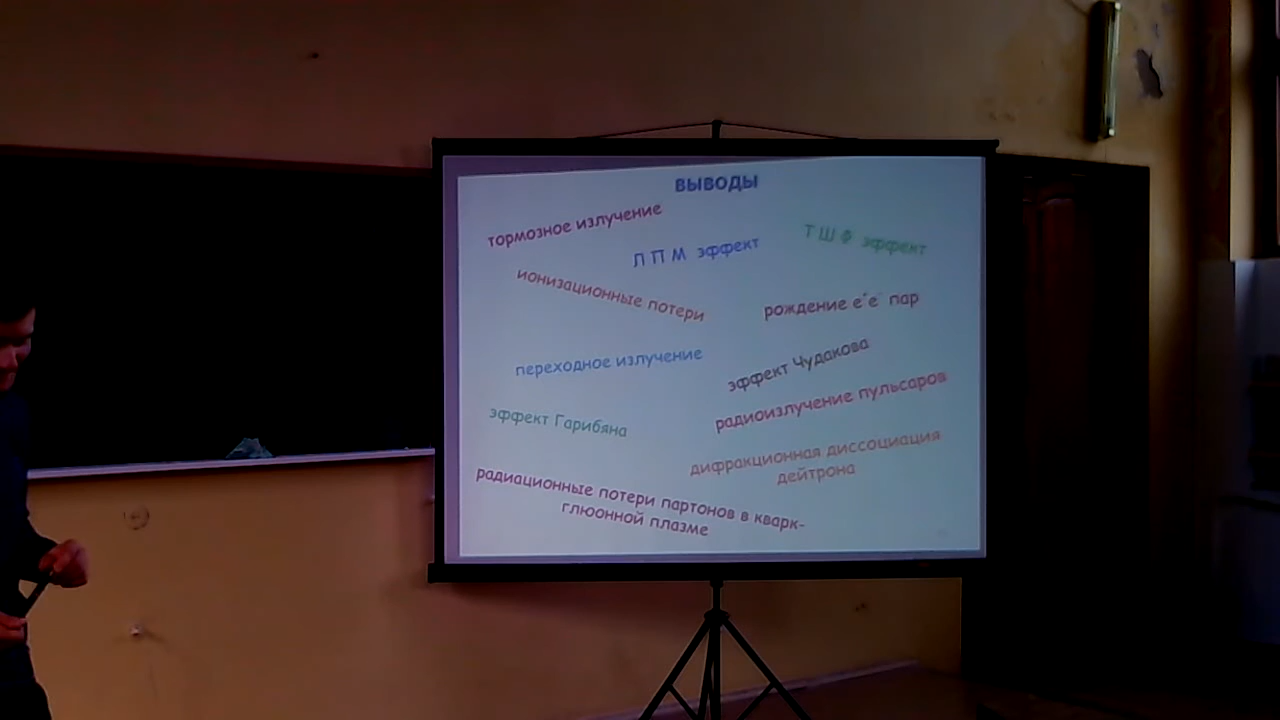 ВЫВОДЫ
тормозное излучение
Л П М эффект
Т Ш Ф эффект
ионизационные потери
рождение e⁺e⁻ пар
переходное излучение
эффект Чудакова
радиоизлучение пульсаров
эффект Гарибяна
дифракционная диссоциация
дейтрона
радиационные потери партонов в кварк-
глюонной плазме